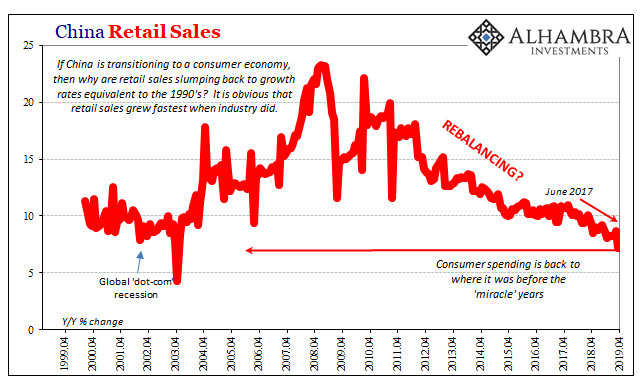 China Retail Sales
ALHAMBRA
INVESTMENTS
If China is transitioning to a consumer economy,
then why are retail sales slumping back to growth
rates equivalent to the 1990's? It is obvious that
retail sales grew fastest when industry did.
REBALANCING?
June 2017
Global 'dot-com'
recession
Consumer spending is back to
where it was before the
'miracle' years
Y/Y % change
25
20
15
10
5
0
1999.04
2000.04
2001.04
2002.04
2003.04
2004.04
2005.04
2006.04
2007.04
2008.04
2009.04
2010.04
2011.04
2012.04
2013.04
2014.04
2015.04
2016.04
2017.04
2018.04
2019.04